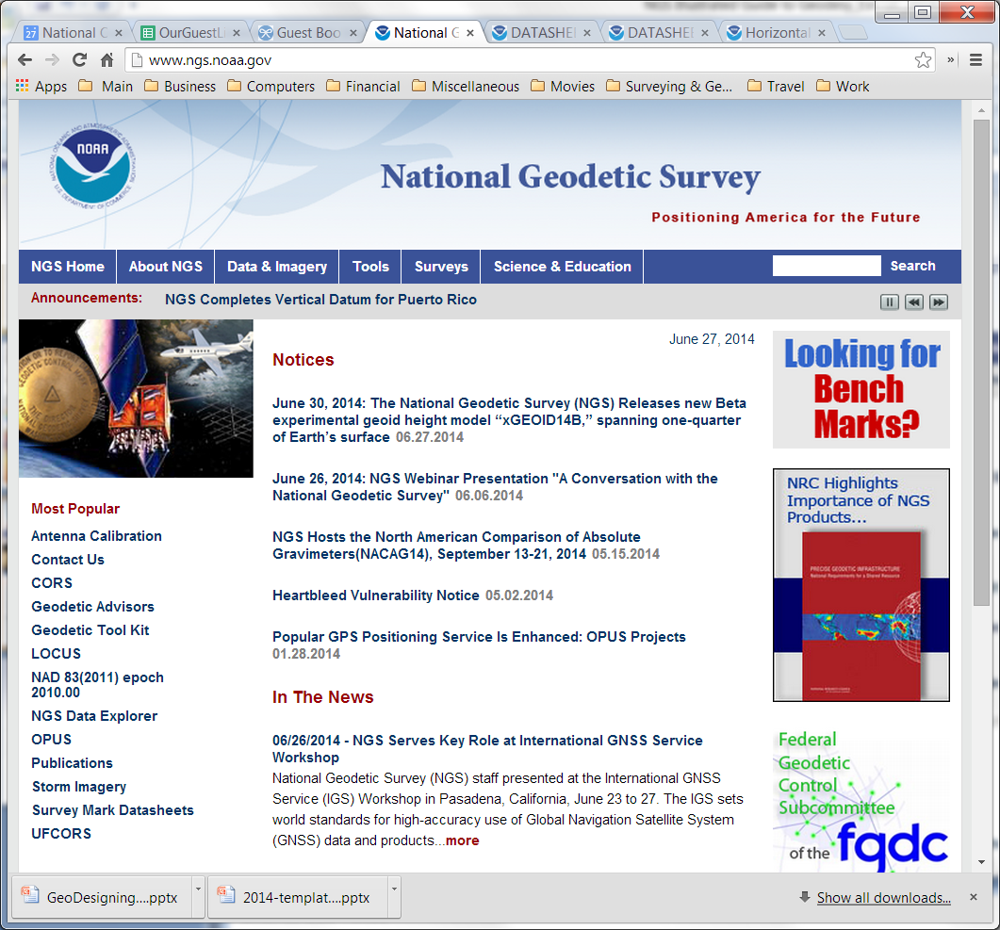 National G
OurGuestLi
Guest Boo
National G
DATASHE
DATASHE
Horizontal
www.ngs.noaa.gov
Apps Main Business Computers Financial Miscellaneous Movies Surveying & Ge... Travel Work
NOAA
National Geodetic Survey
Positioning America for the Future
NGS Home About NGS Data & Imagery Tools Surveys Science & Education Search
Announcements: NGS Completes Vertical Datum for Puerto Rico
Most Popular
Antenna Calibration
Contact Us
CORS
Geodetic Advisors
Geodetic Tool Kit
LOCUS
NAD 83(2011) epoch
2010.00
NGS Data Explorer
OPUS
Publications
Storm Imagery
Survey Mark Datasheets
UFCORS
June 27, 2014
Notices
June 30, 2014: The National Geodetic Survey (NGS) Releases new Beta
experimental geoid height model “xGEOID14B,” spanning one-quarter
of Earth’s surface 06.27.2014
June 26, 2014: NGS Webinar Presentation "A Conversation with the
National Geodetic Survey" 06.06.2014
NGS Hosts the North American Comparison of Absolute
Gravimeters(NACAG14), September 13-21, 2014 05.15.2014
Heartbleed Vulnerability Notice 05.02.2014
Popular GPS Positioning Service Is Enhanced: OPUS Projects
01.28.2014
In The News
06/26/2014 - NGS Serves Key Role at International GNSS Service
Workshop
National Geodetic Survey (NGS) staff presented at the International GNSS
Service (IGS) Workshop in Pasadena, California, June 23 to 27. The IGS sets
world standards for high-accuracy use of Global Navigation Satellite System
(GNSS) data and products...more
Looking for
Bench
Marks?
NRC Highlights
Importance of NGS
Products...
PRECISE GEODETIC INFRASTRUCTURE
National Requirements for a Shared Resource
Federal
Geodetic
Control
Subcommittee
of the fgdc
GeoDesigning....pptx
2014-templat....pptx
Show all downloads...